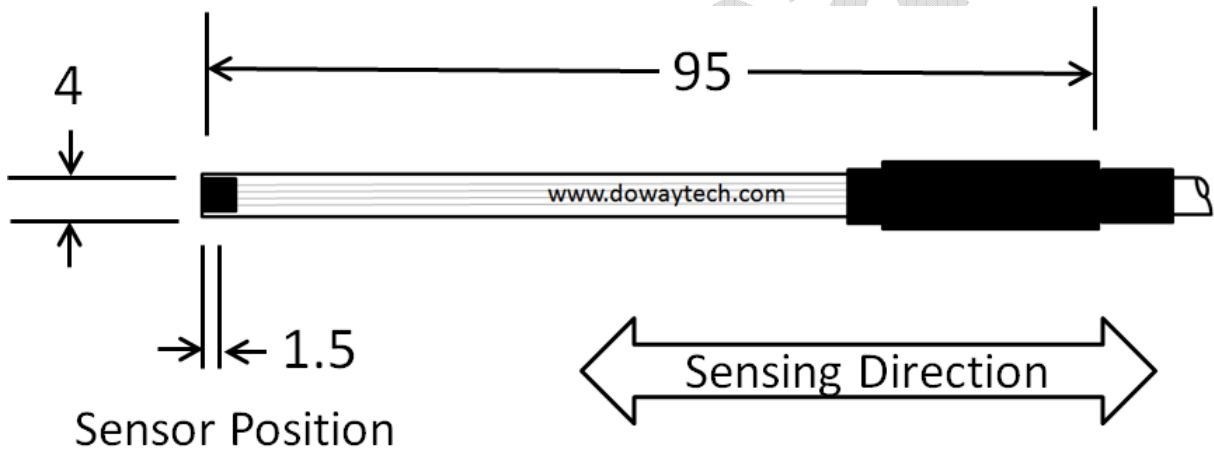 95
4
www.dowaytech.com
1.5
Sensing Direction
Sensor Position